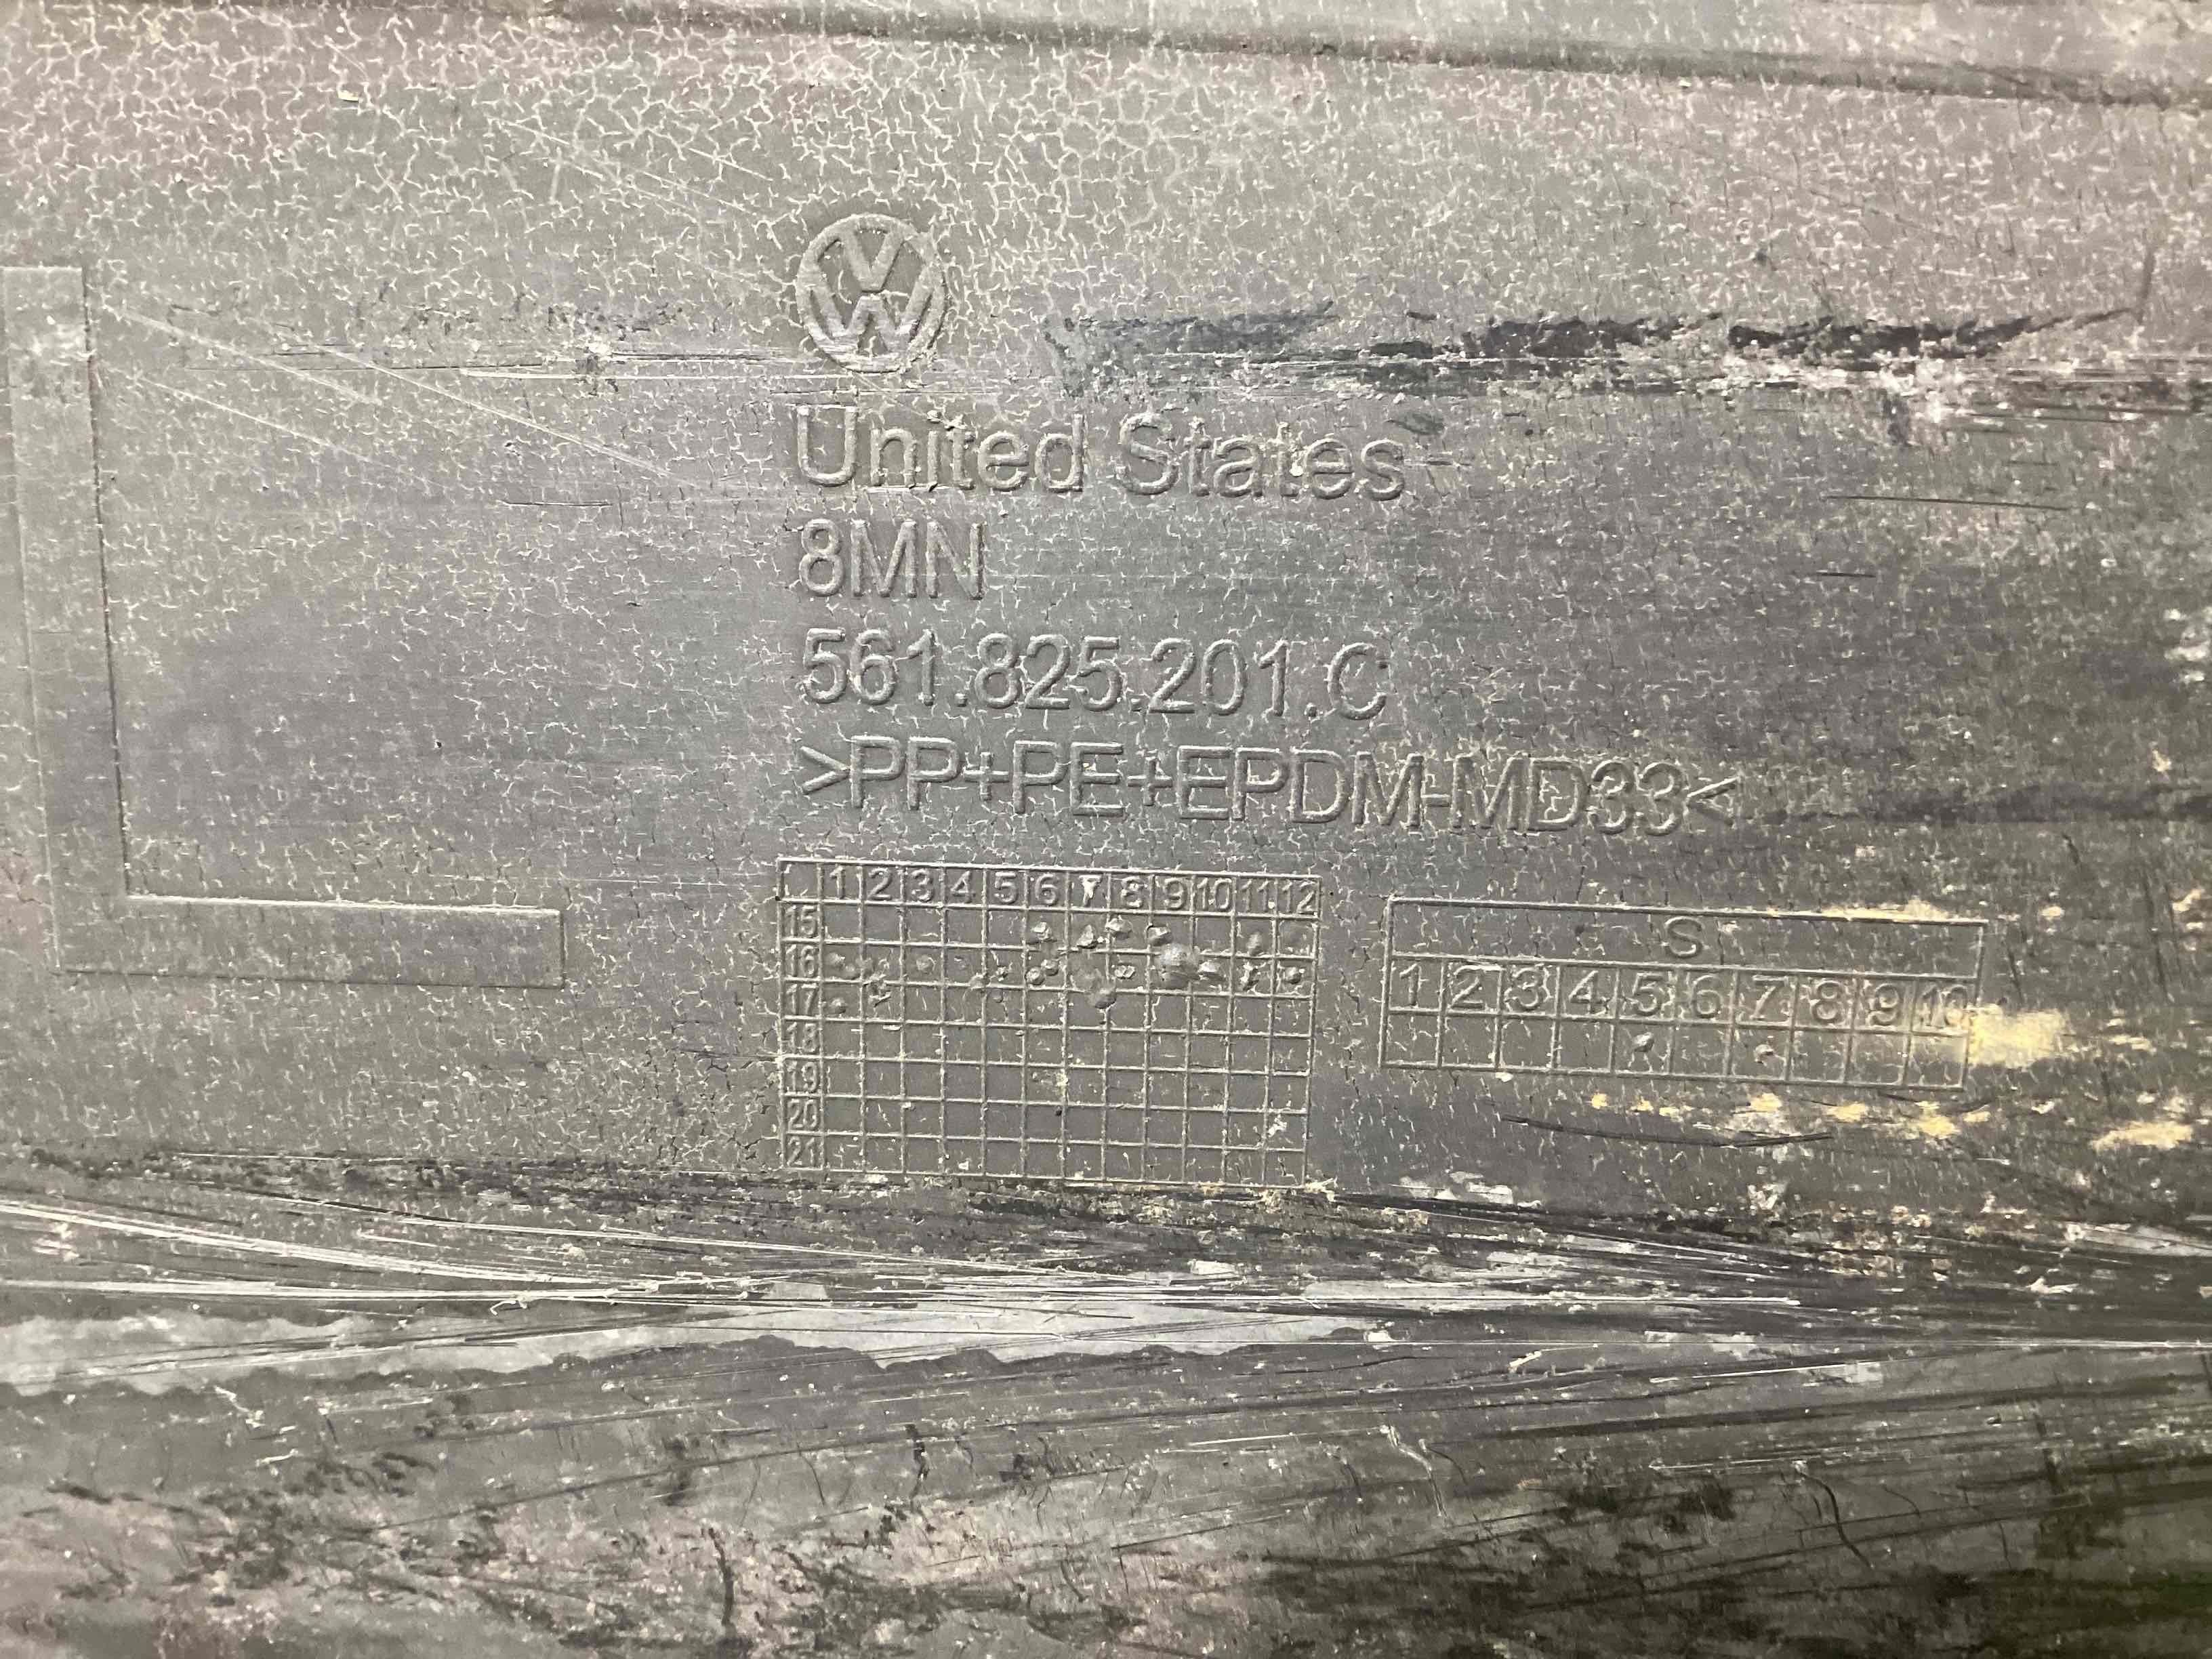 VW
United States
8MN
561.825.201.C
>PP+PE+EPDM-MD33<
1 2 3 4 5 6 7 8 9 10 11 12
15
16
17
18
19
20
21
S
1 2 3 4 5 6 7 8 9 10